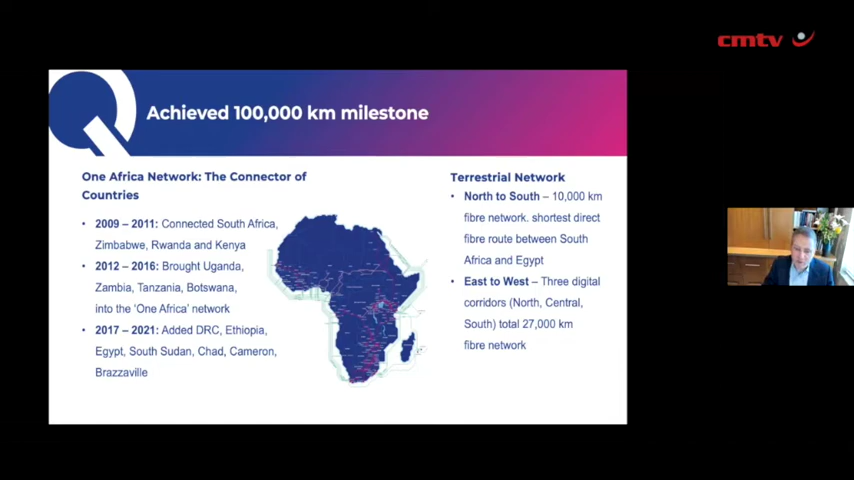 cmtv
Achieved 100,000 km milestone
One Africa Network: The Connector of
Countries
• 2009 – 2011: Connected South Africa,
Zimbabwe, Rwanda and Kenya
• 2012 – 2016: Brought Uganda,
Zambia, Tanzania, Botswana,
into the 'One Africa' network
• 2017 – 2021: Added DRC, Ethiopia,
Egypt, South Sudan, Chad, Cameron,
Brazzaville
Terrestrial Network
• North to South – 10,000 km
fibre network. shortest direct
fibre route between South
Africa and Egypt
• East to West – Three digital
corridors (North, Central,
South) total 27,000 km
fibre network